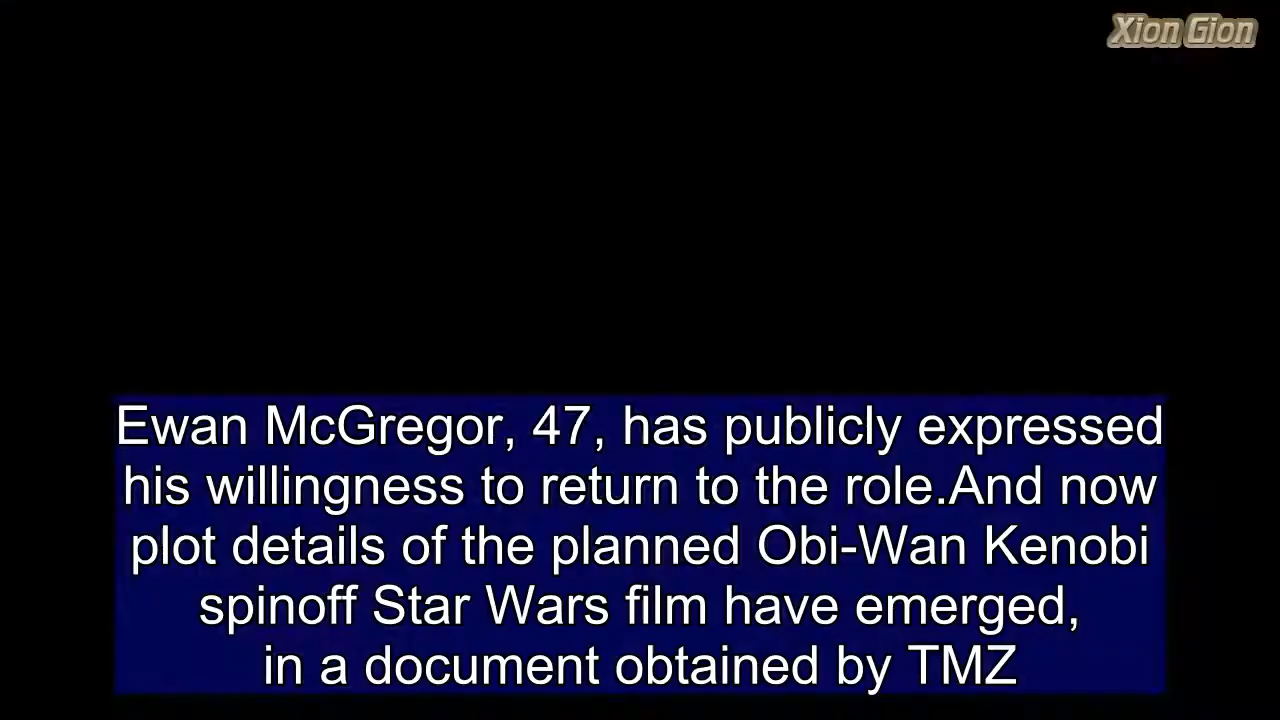 Xion Gion
Ewan McGregor, 47, has publicly expressed
his willingness to return to the role.And now
plot details of the planned Obi-Wan Kenobi
spinoff Star Wars film have emerged,
in a document obtained by TMZ